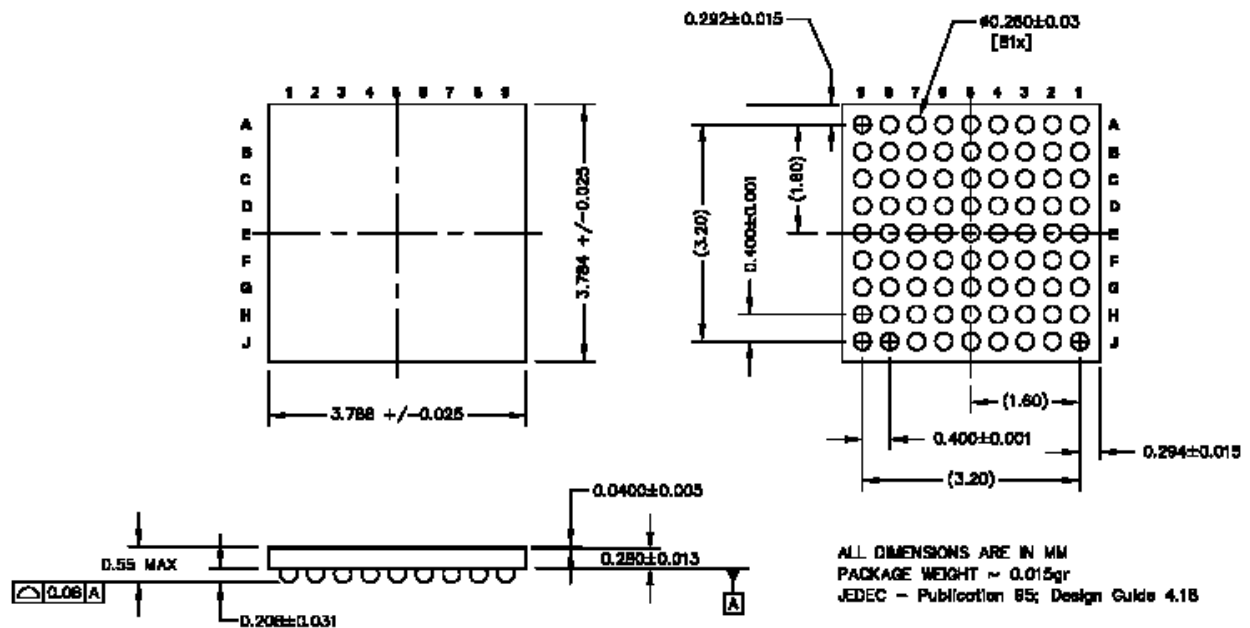 0.292±0.015
ø0.260±0.03
[81x]
1 2 3 4 5 6 7 8 9
A
B
C
D
E
F
G
H
J
3.784 +/-0.025
3.788 +/-0.025
9 8 7 6 5 4 3 2 1
A
B
C
D
E
F
G
H
J
(3.20)
(1.60)
0.400±0.001
(1.60)
0.400±0.001
0.294±0.015
(3.20)
0.0400±0.005
0.55 MAX
0.280±0.013
0.06 A
A
0.208±0.031
ALL DIMENSIONS ARE IN MM
PACKAGE WEIGHT ~ 0.015gr
JEDEC - Publication 95; Design Guide 4.18